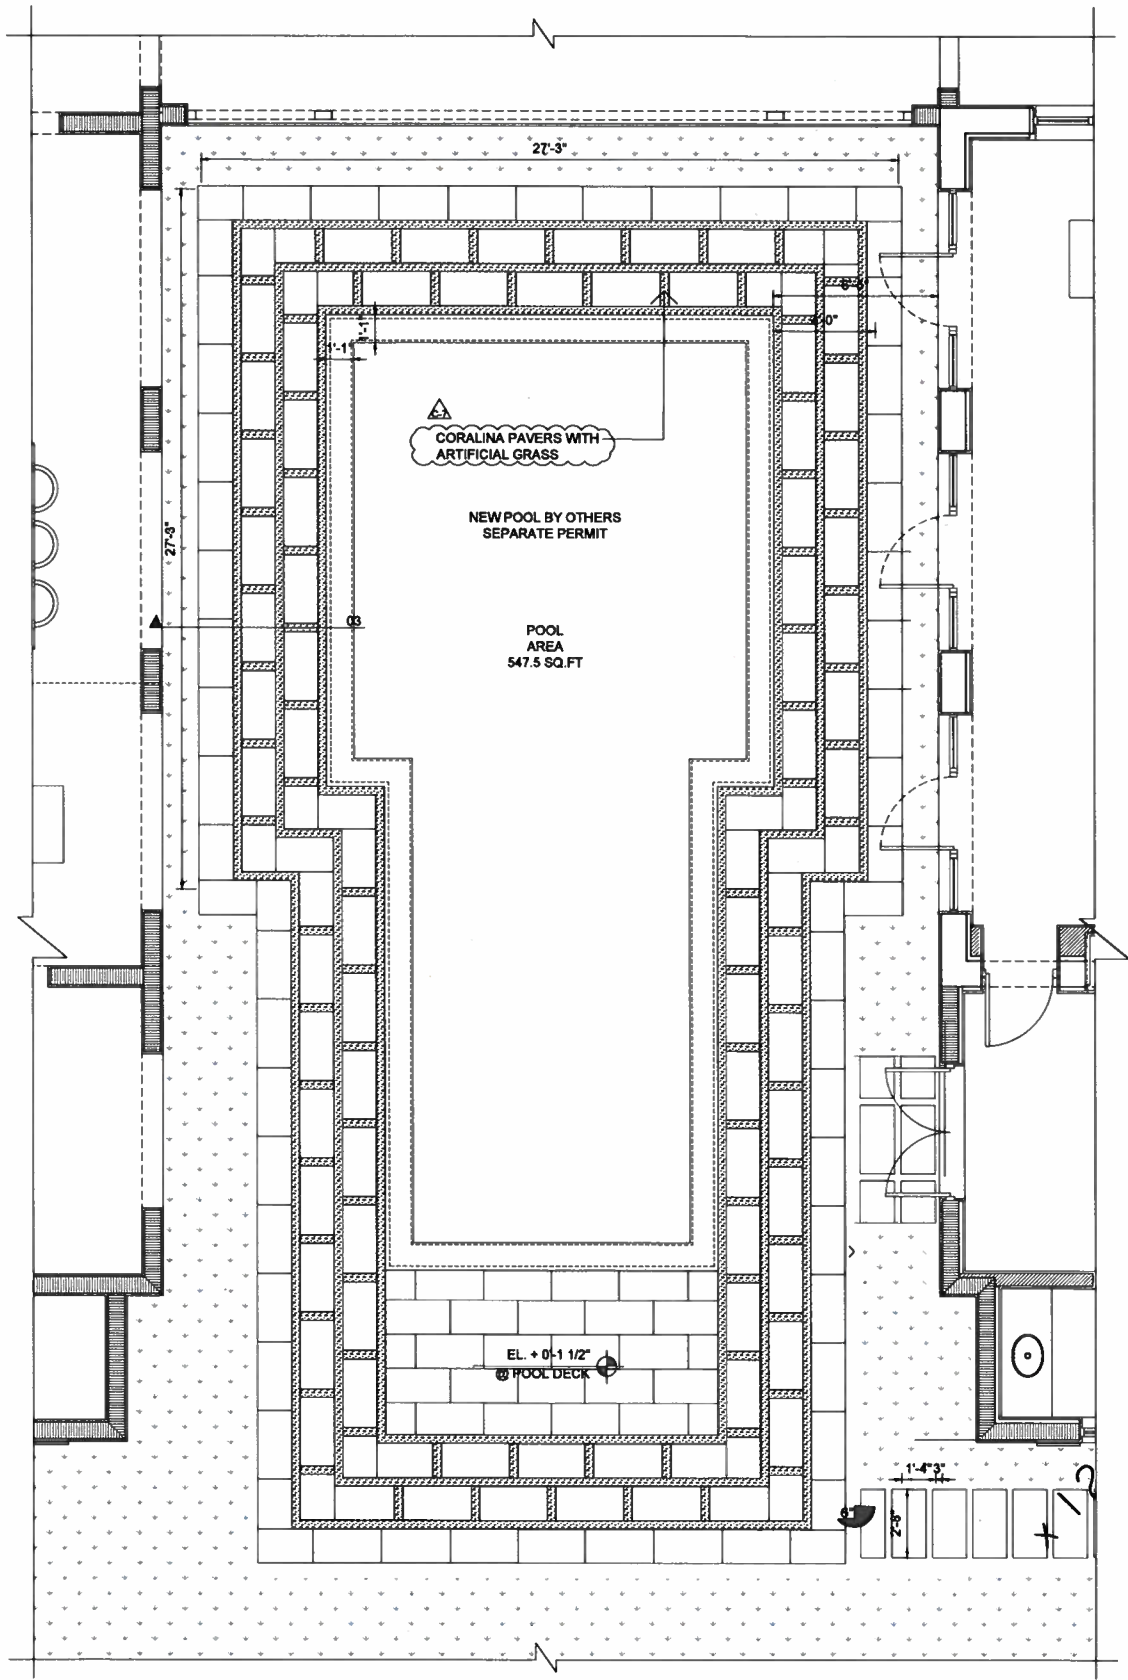 27'-3"
6'-0"
1'-1"
1'-1"
C-7
CORALINA PAVERS WITH
ARTIFICIAL GRASS
NEW POOL BY OTHERS
SEPARATE PERMIT
27'-3"
03
POOL
AREA
547.5 SQ.FT
EL. + 0'-1 1/2"
@ POOL DECK
1'-4"
3"
6"
2'-8"